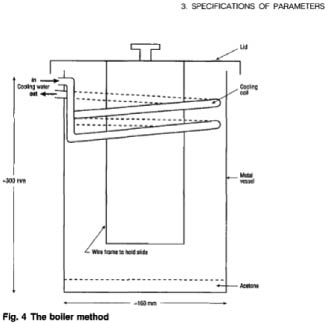 3. SPECIFICATIONS OF PARAMETERS
Lid
in
Cooling water
out
Cooling
coil
~300 mm
Metal
vessel
Wire frame to hold slide
Acetone
~160 mm
Fig. 4 The boiler method